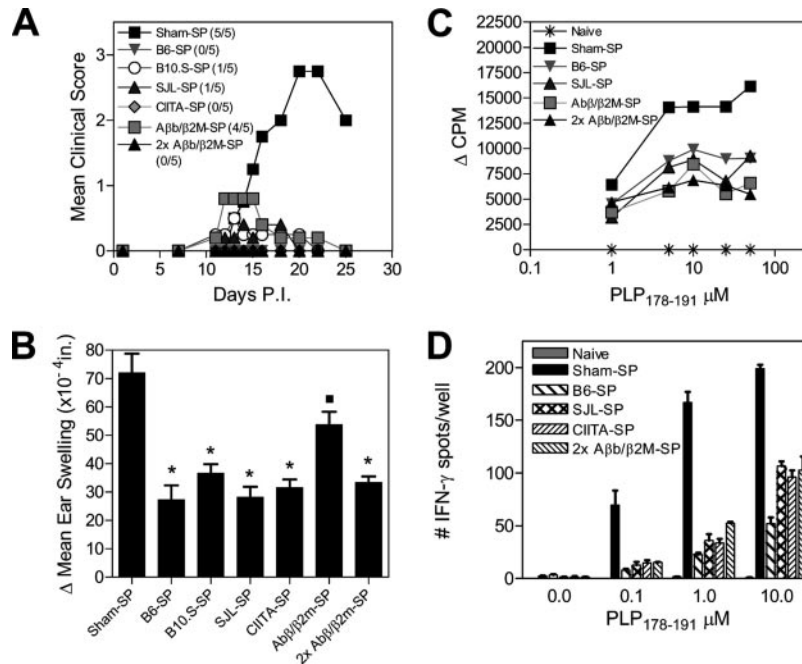 A
Mean Clinical Score
3
2
1
0
Sham-SP (5/5)
B6-SP (0/5)
B10.S-SP (1/5)
SJL-SP (1/5)
CIITA-SP (0/5)
Aβb/β2M-SP (4/5)
2x Aβb/β2M-SP
(0/5)
0 5 10 15 20 25 30
Days P.I.
B
Δ Mean Ear Swelling (x10⁻⁴in.)
80
70
60
50
40
30
20
10
0
* * * * ■ *
Sham-SP
B6-SP
B10.S-SP
SJL-SP
CIITA-SP
Abβ/β2m-SP
2x Abβ/β2m-SP
C
Δ CPM
22500
20000
17500
15000
12500
10000
7500
5000
2500
0
Naive
Sham-SP
B6-SP
SJL-SP
Abβ/β2M-SP
2x Aβb/β2M-SP
0.1 1 10 100
PLP₁₇₈₋₁₉₁ μM
D
# IFN-γ spots/well
200
150
100
50
0
Naive
Sham-SP
B6-SP
SJL-SP
CIITA-SP
2x Aβb/β2M-SP
0.0 0.1 1.0 10.0
PLP₁₇₈₋₁₉₁ μM